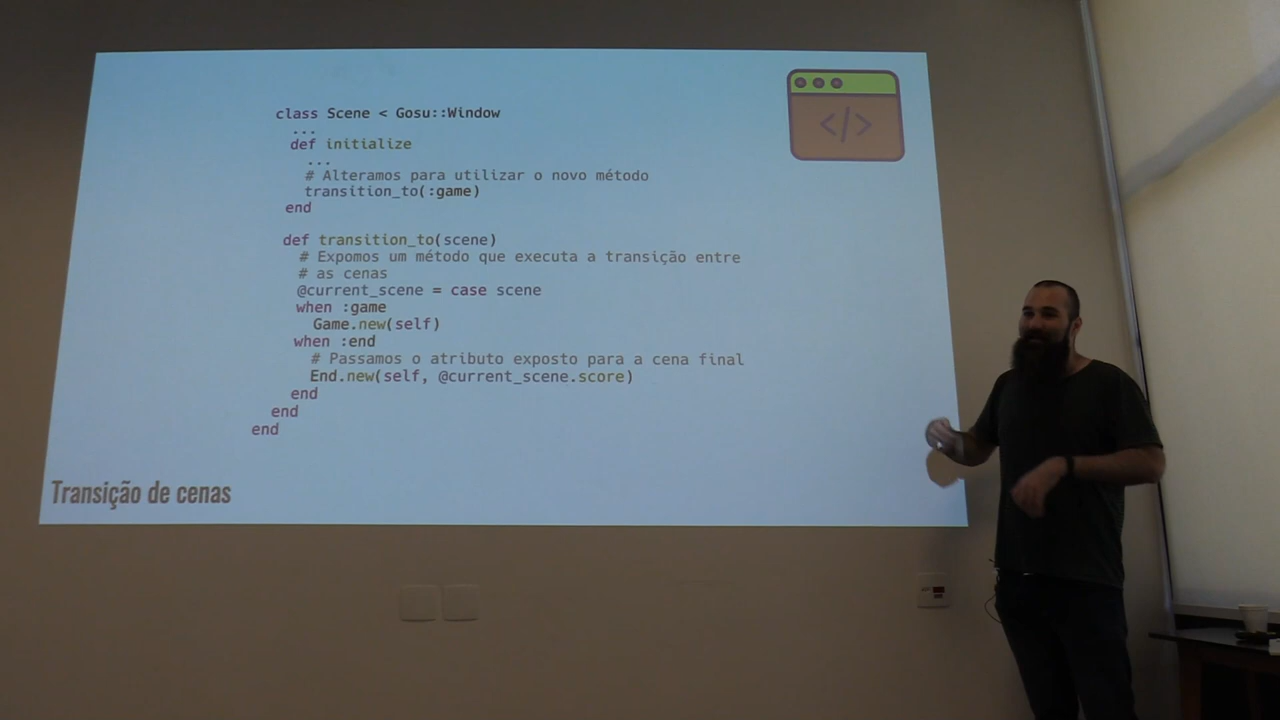 class Scene < Gosu::Window
...
def initialize
...
# Alteramos para utilizar o novo método
transition_to(:game)
end
def transition_to(scene)
# Expomos um método que executa a transição entre
# as cenas
@current_scene = case scene
when :game
Game.new(self)
when :end
# Passamos o atributo exposto para a cena final
End.new(self, @current_scene.score)
end
end
end
</>
Transição de cenas